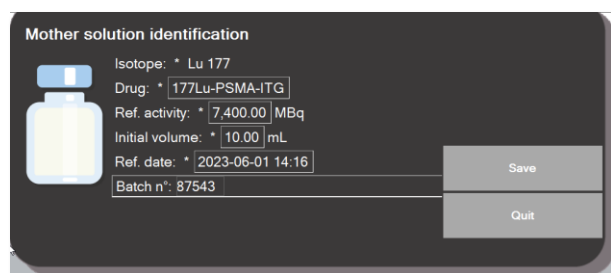 Mother solution identification
Isotope: * Lu 177
Drug: * 177Lu-PSMA-ITG
Ref. activity: * 7,400.00 MBq
Initial volume: * 10.00 mL
Ref. date: * 2023-06-01 14:16
Save
Batch n°: 87543
Quit